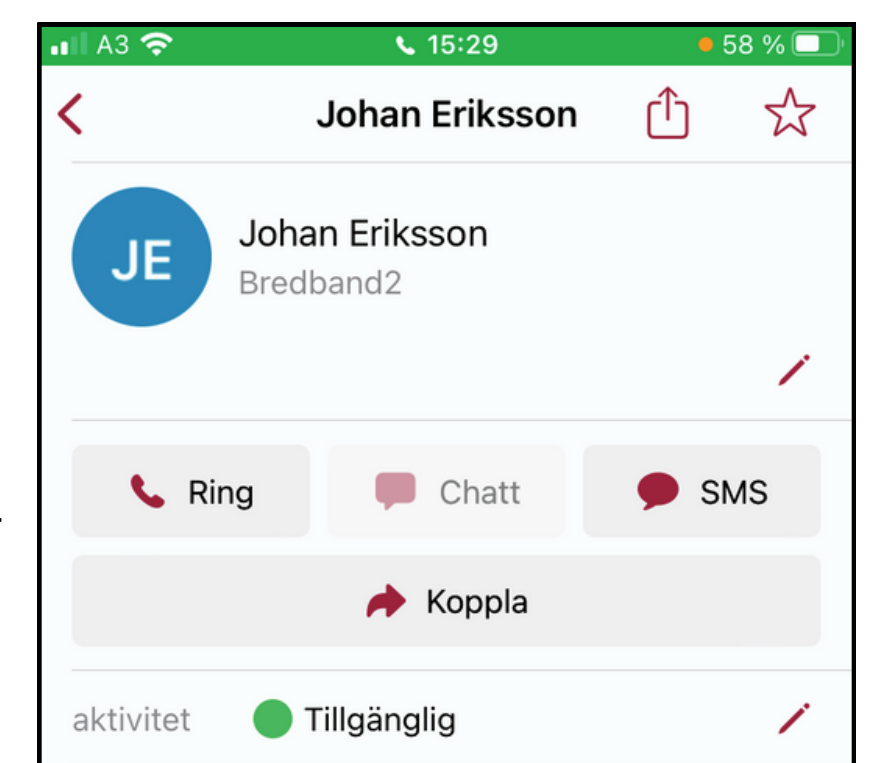 A3 15:29 58 %
Johan Eriksson
JE
Johan Eriksson
Bredband2
Ring Chatt SMS
Koppla
aktivitet Tillgänglig